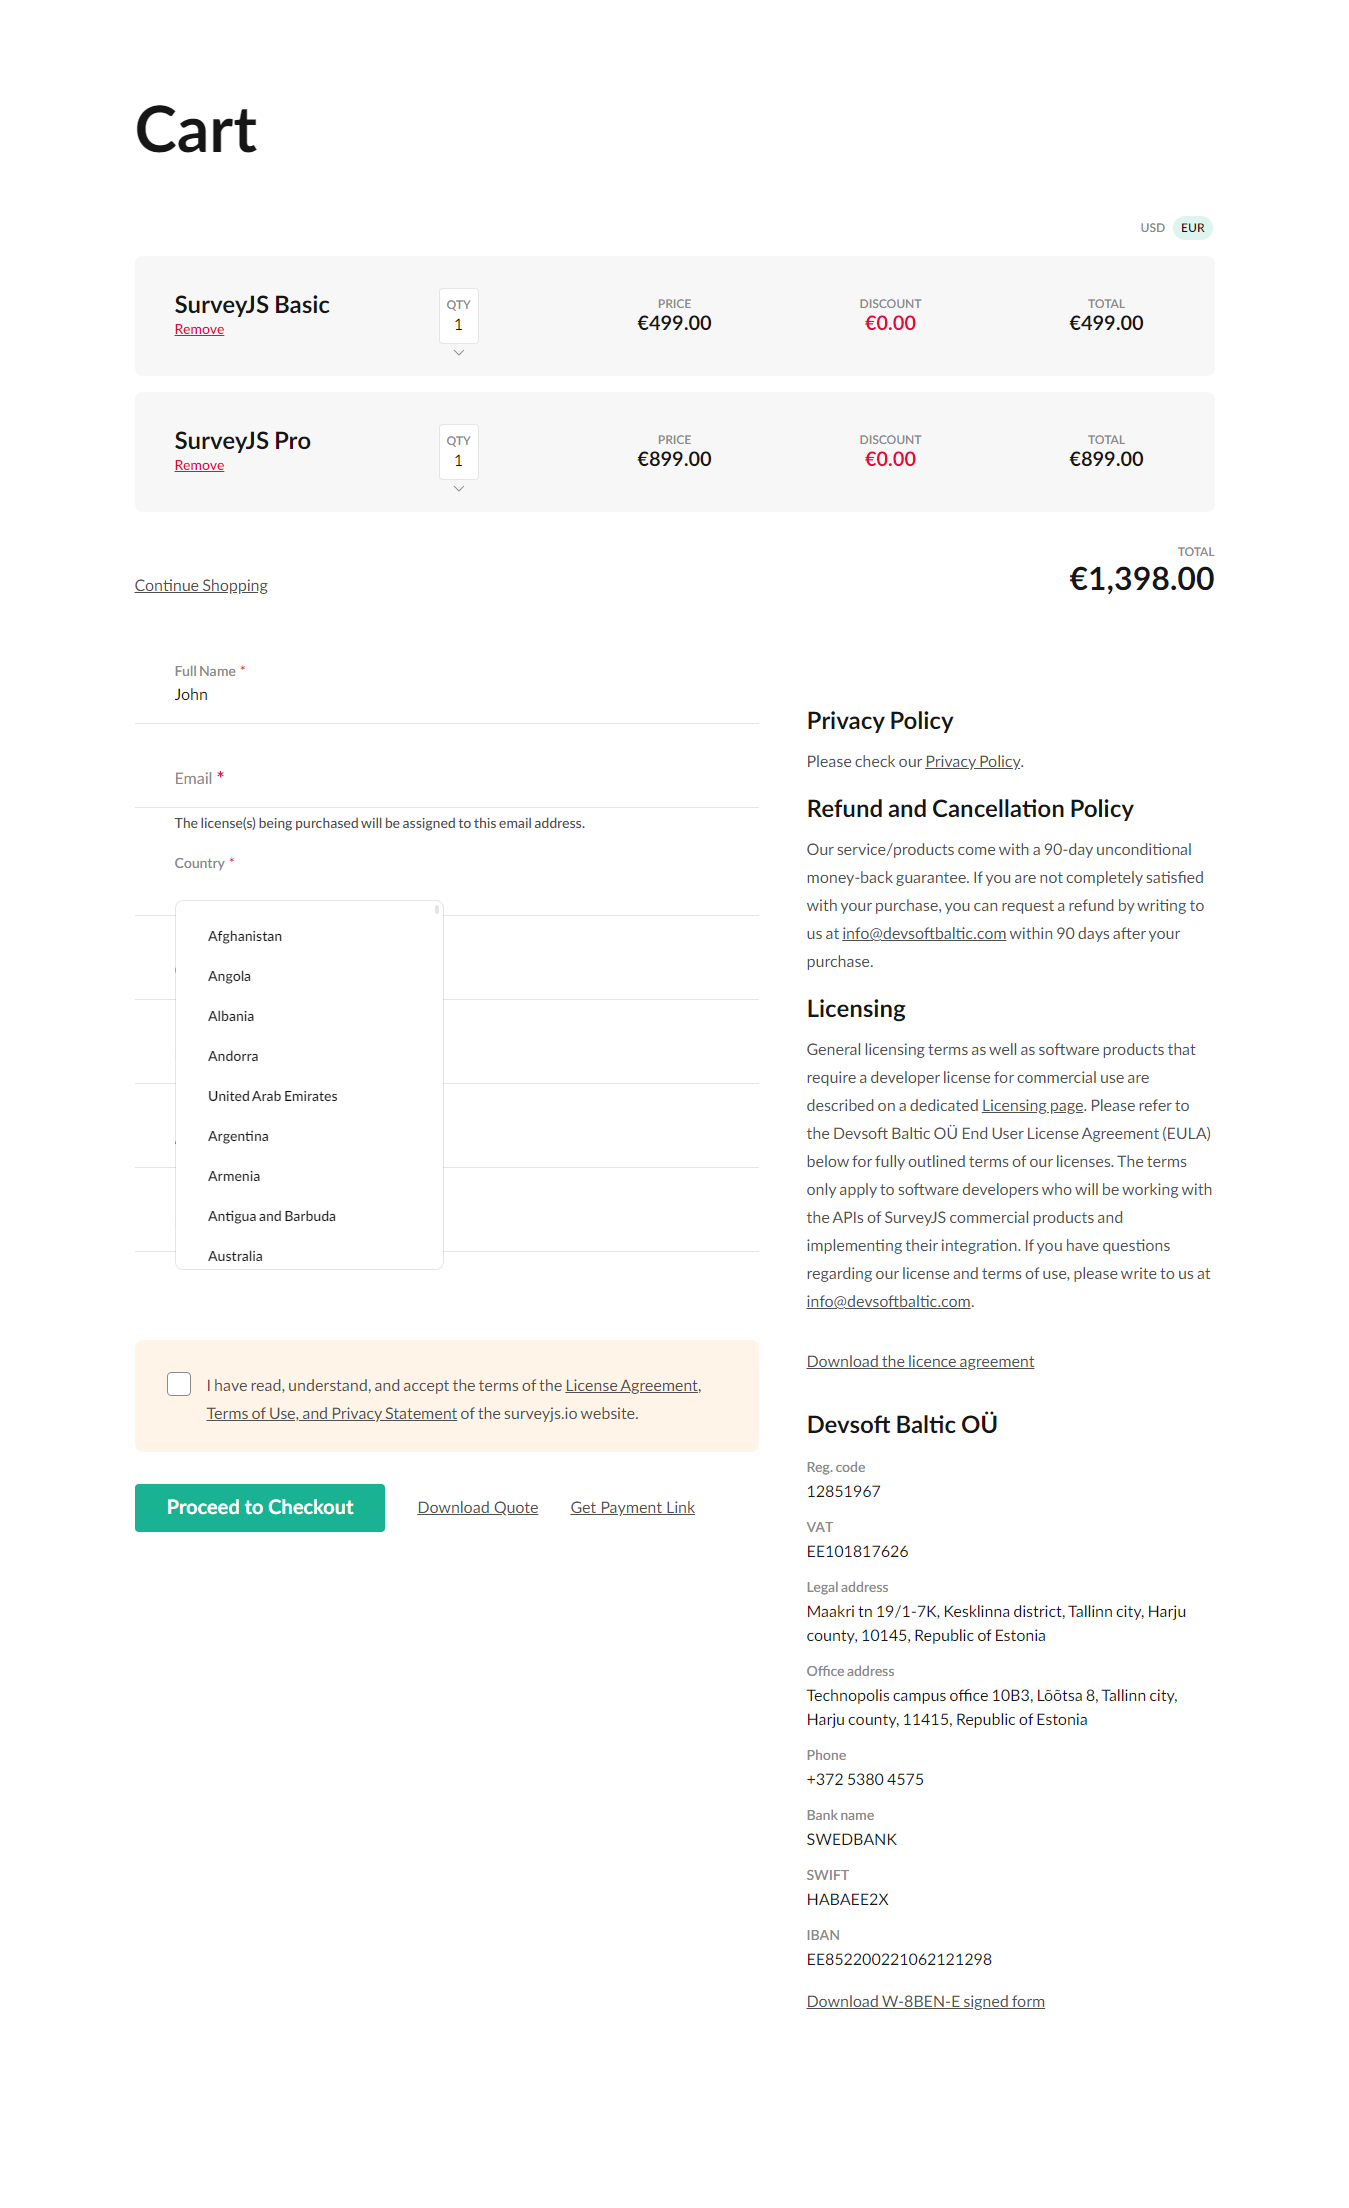 Cart
USD EUR
SurveyJS Basic
Remove
QTY
1
PRICE
€499.00
DISCOUNT
€0.00
TOTAL
€499.00
SurveyJS Pro
Remove
QTY
1
PRICE
€899.00
DISCOUNT
€0.00
TOTAL
€899.00
Continue Shopping
TOTAL
€1,398.00
Full Name *
John
Email *
The license(s) being purchased will be assigned to this email address.
Country *
Afghanistan
Angola
Albania
Andorra
United Arab Emirates
Argentina
Armenia
Antigua and Barbuda
Australia
I have read, understand, and accept the terms of the License Agreement,
Terms of Use, and Privacy Statement of the surveyjs.io website.
Proceed to Checkout
Download Quote
Get Payment Link
Privacy Policy
Please check our Privacy Policy.
Refund and Cancellation Policy
Our service/products come with a 90-day unconditional
money-back guarantee. If you are not completely satisfied
with your purchase, you can request a refund by writing to
us at info@devsoftbaltic.com within 90 days after your
purchase.
Licensing
General licensing terms as well as software products that
require a developer license for commercial use are
described on a dedicated Licensing page. Please refer to
the Devsoft Baltic OÜ End User License Agreement (EULA)
below for fully outlined terms of our licenses. The terms
only apply to software developers who will be working with
the APIs of SurveyJS commercial products and
implementing their integration. If you have questions
regarding our license and terms of use, please write to us at
info@devsoftbaltic.com.
Download the licence agreement
Devsoft Baltic OÜ
Reg. code
12851967
VAT
EE101817626
Legal address
Maakri tn 19/1-7K, Kesklinna district, Tallinn city, Harju
county, 10145, Republic of Estonia
Office address
Technopolis campus office 10B3, Lõõtsa 8, Tallinn city,
Harju county, 11415, Republic of Estonia
Phone
+372 5380 4575
Bank name
SWEDBANK
SWIFT
HABAEE2X
IBAN
EE852200221062121298
Download W-8BEN-E signed form